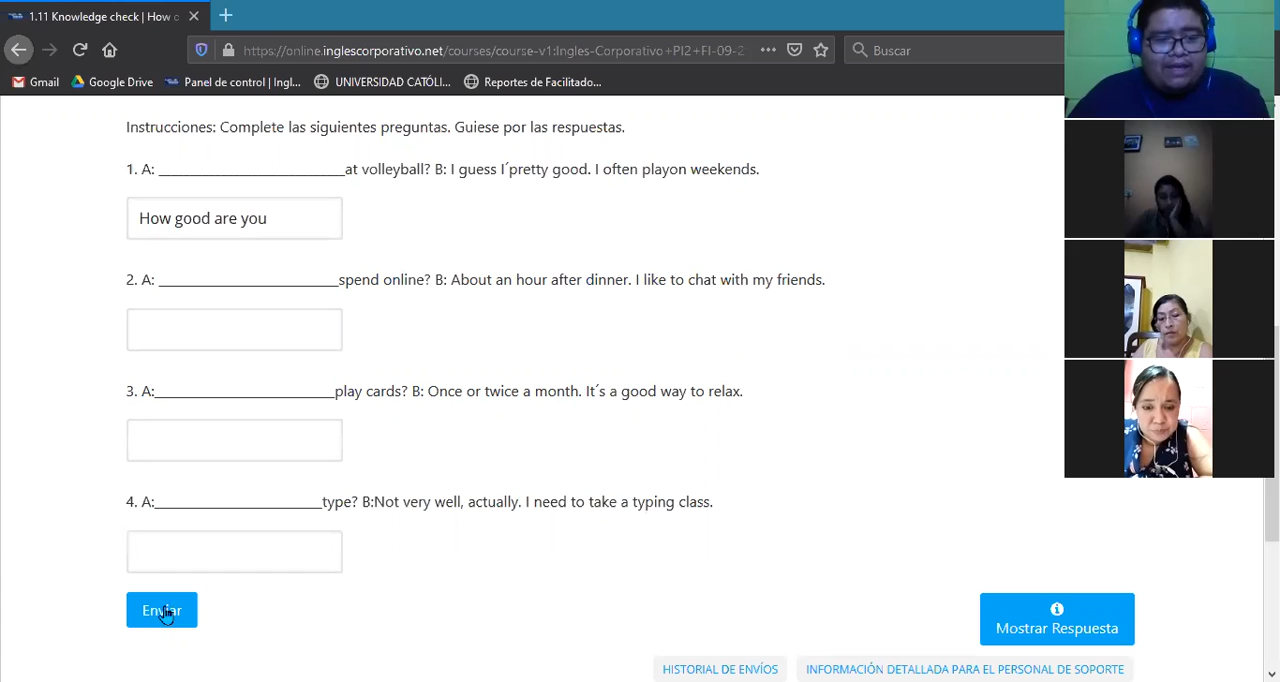 1.11 Knowledge check | How c
https://online.inglescorporativo.net/courses/course-v1:Ingles-Corporativo+PI2+FI-09-2
Buscar
Gmail
Google Drive
Panel de control | Ingl...
UNIVERSIDAD CATÓLI...
Reportes de Facilitado...
Instrucciones: Complete las siguientes preguntas. Guiese por las respuestas.
1. A: __________________________at volleyball? B: I guess I´pretty good. I often playon weekends.
How good are you
2. A: _________________________spend online? B: About an hour after dinner. I like to chat with my friends.
3. A:_________________________play cards? B: Once or twice a month. It´s a good way to relax.
4. A:_______________________type? B:Not very well, actually. I need to take a typing class.
Enviar
Mostrar Respuesta
HISTORIAL DE ENVÍOS
INFORMACIÓN DETALLADA PARA EL PERSONAL DE SOPORTE